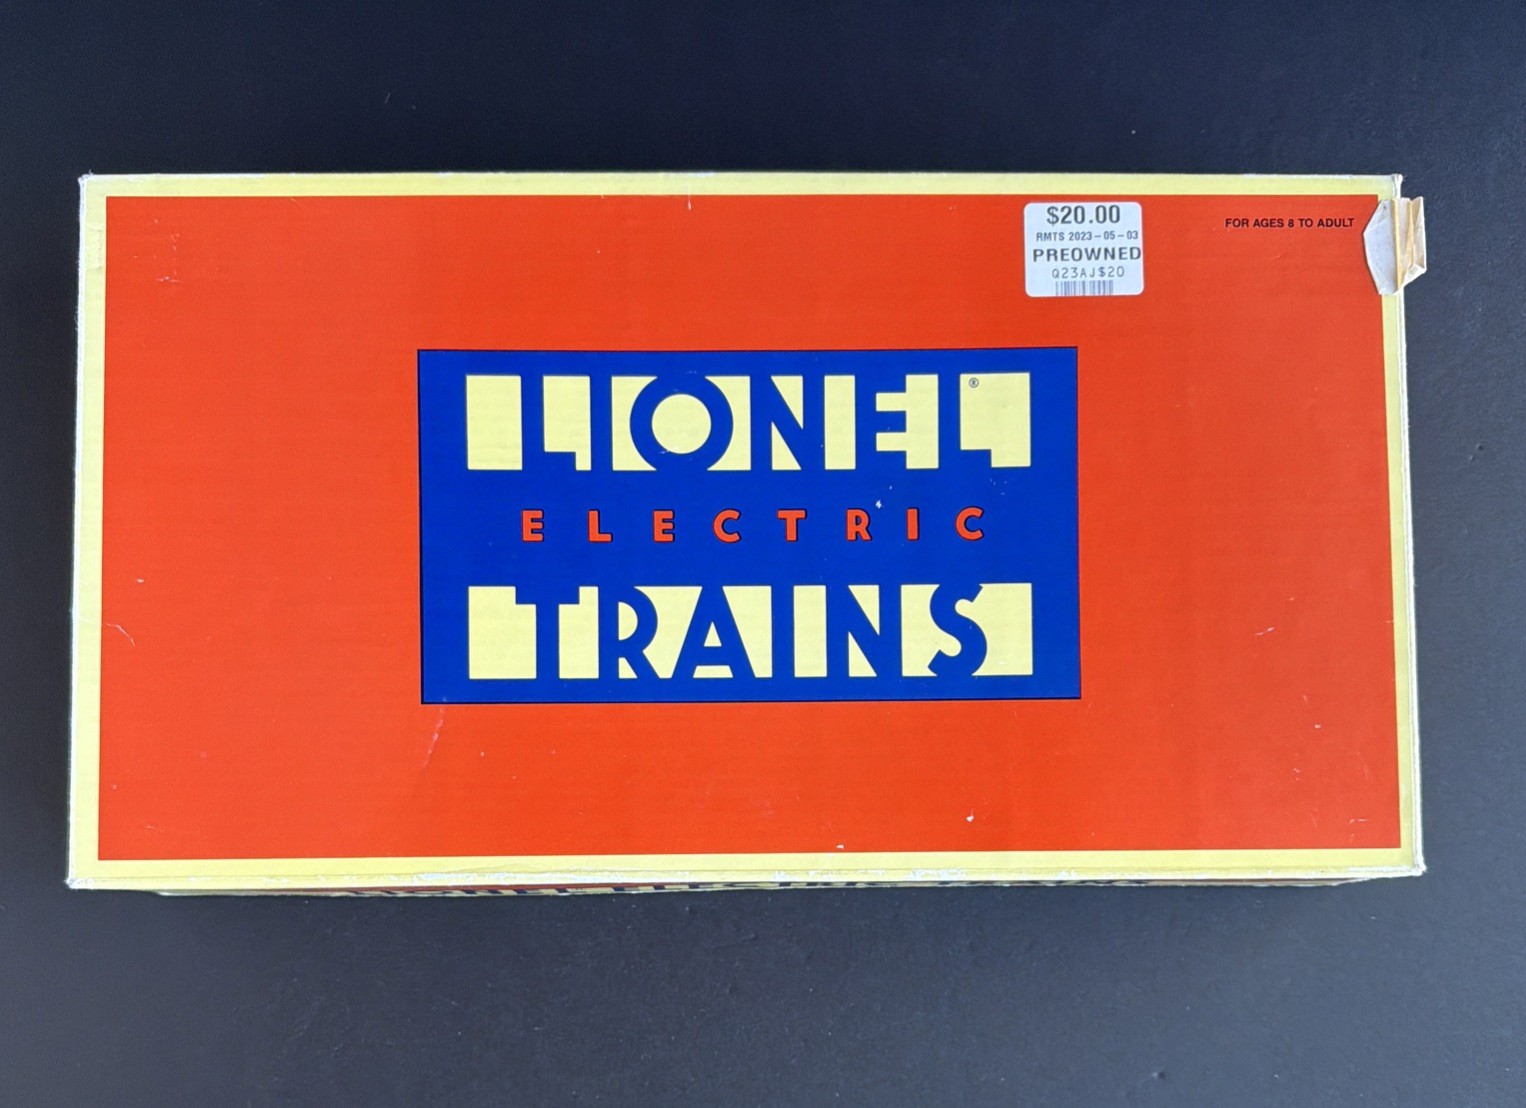 $20.00
RMTS 2023-05-03
PREOWNED
Q23AJ$20
FOR AGES 8 TO ADULT
LIONEL®
ELECTRIC
TRAINS